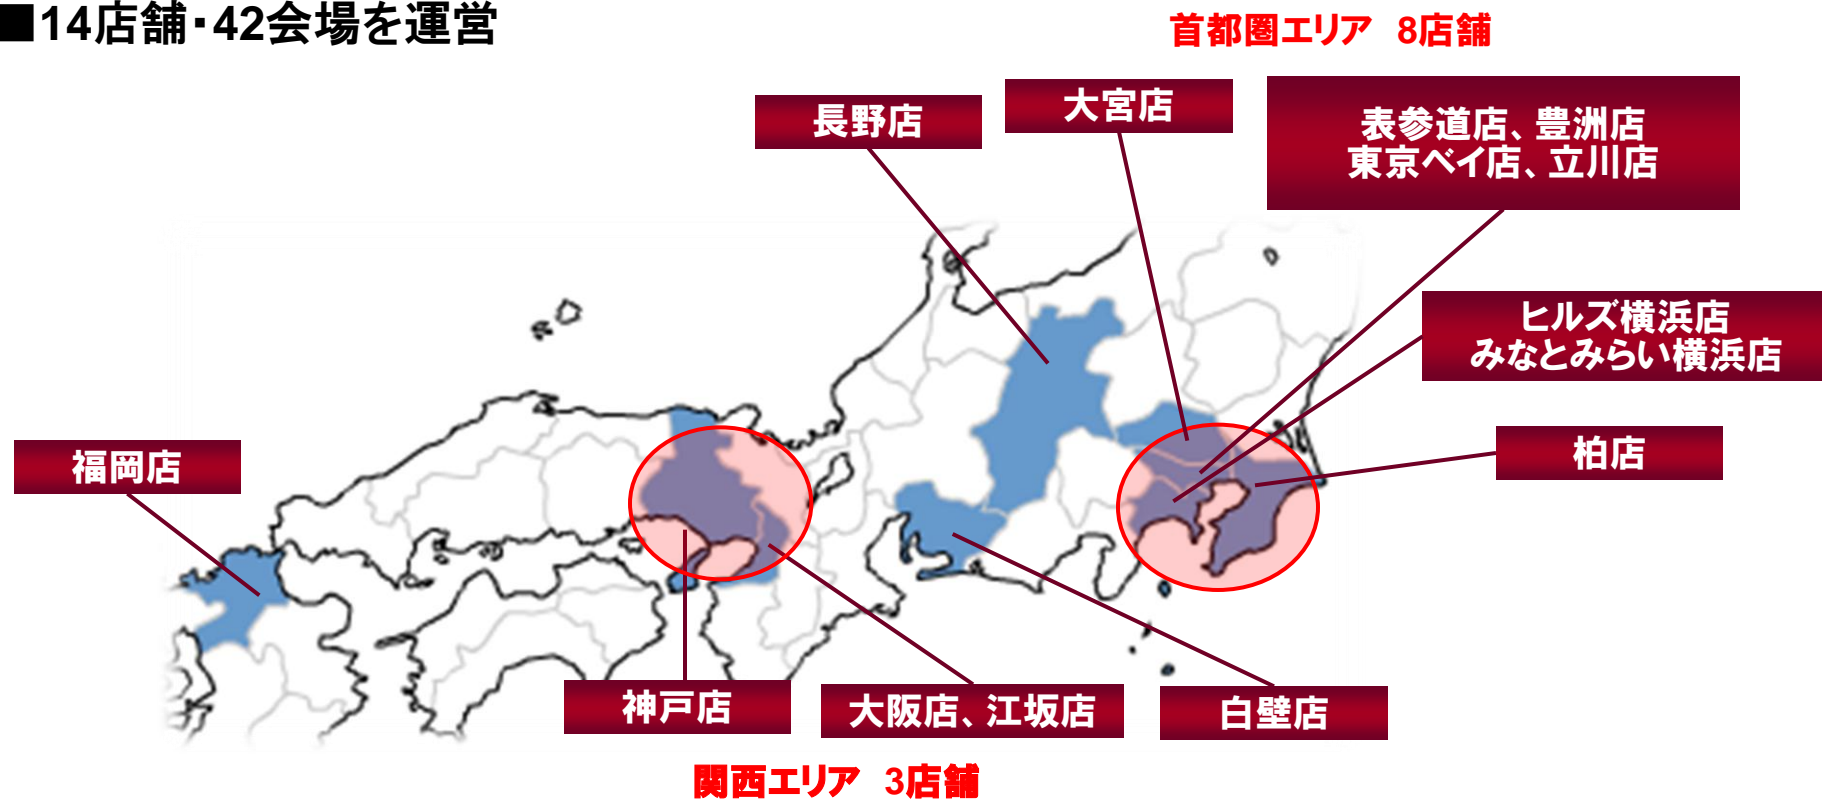 ■14店舗・42会場を運営
首都圏エリア 8店舗
長野店
大宮店
表参道店、豊洲店
東京ベイ店、立川店
ヒルズ横浜店
みなとみらい横浜店
柏店
福岡店
神戸店
大阪店、江坂店
白壁店
関西エリア 3店舗